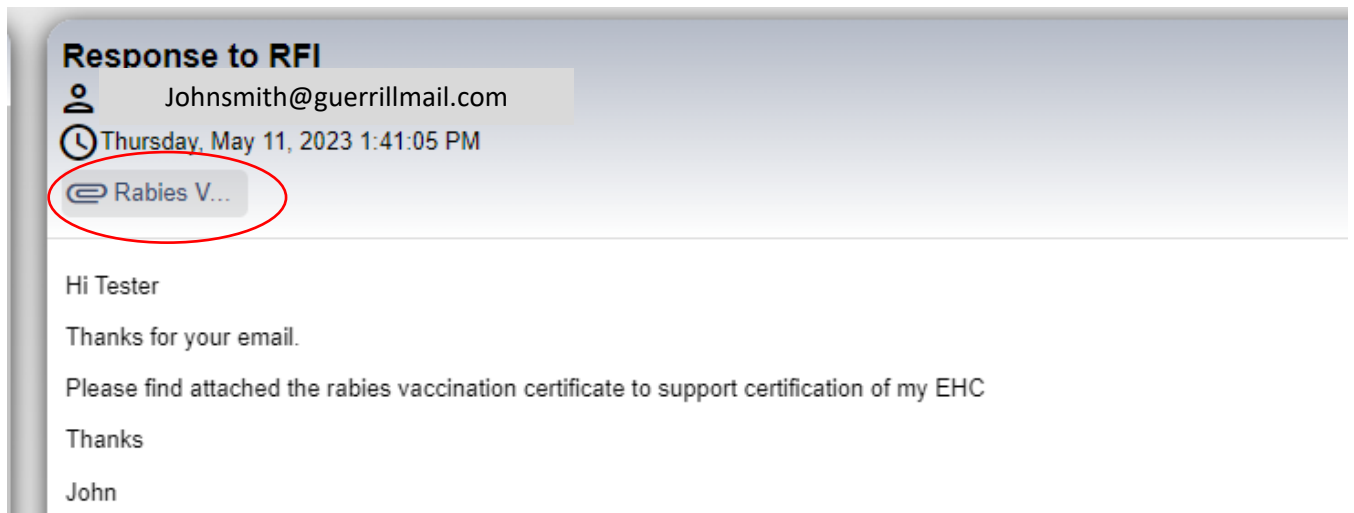 Response to RFI
Johnsmith@guerrillmail.com
Thursday, May 11, 2023 1:41:05 PM
Rabies V...
Hi Tester
Thanks for your email.
Please find attached the rabies vaccination certificate to support certification of my EHC
Thanks
John